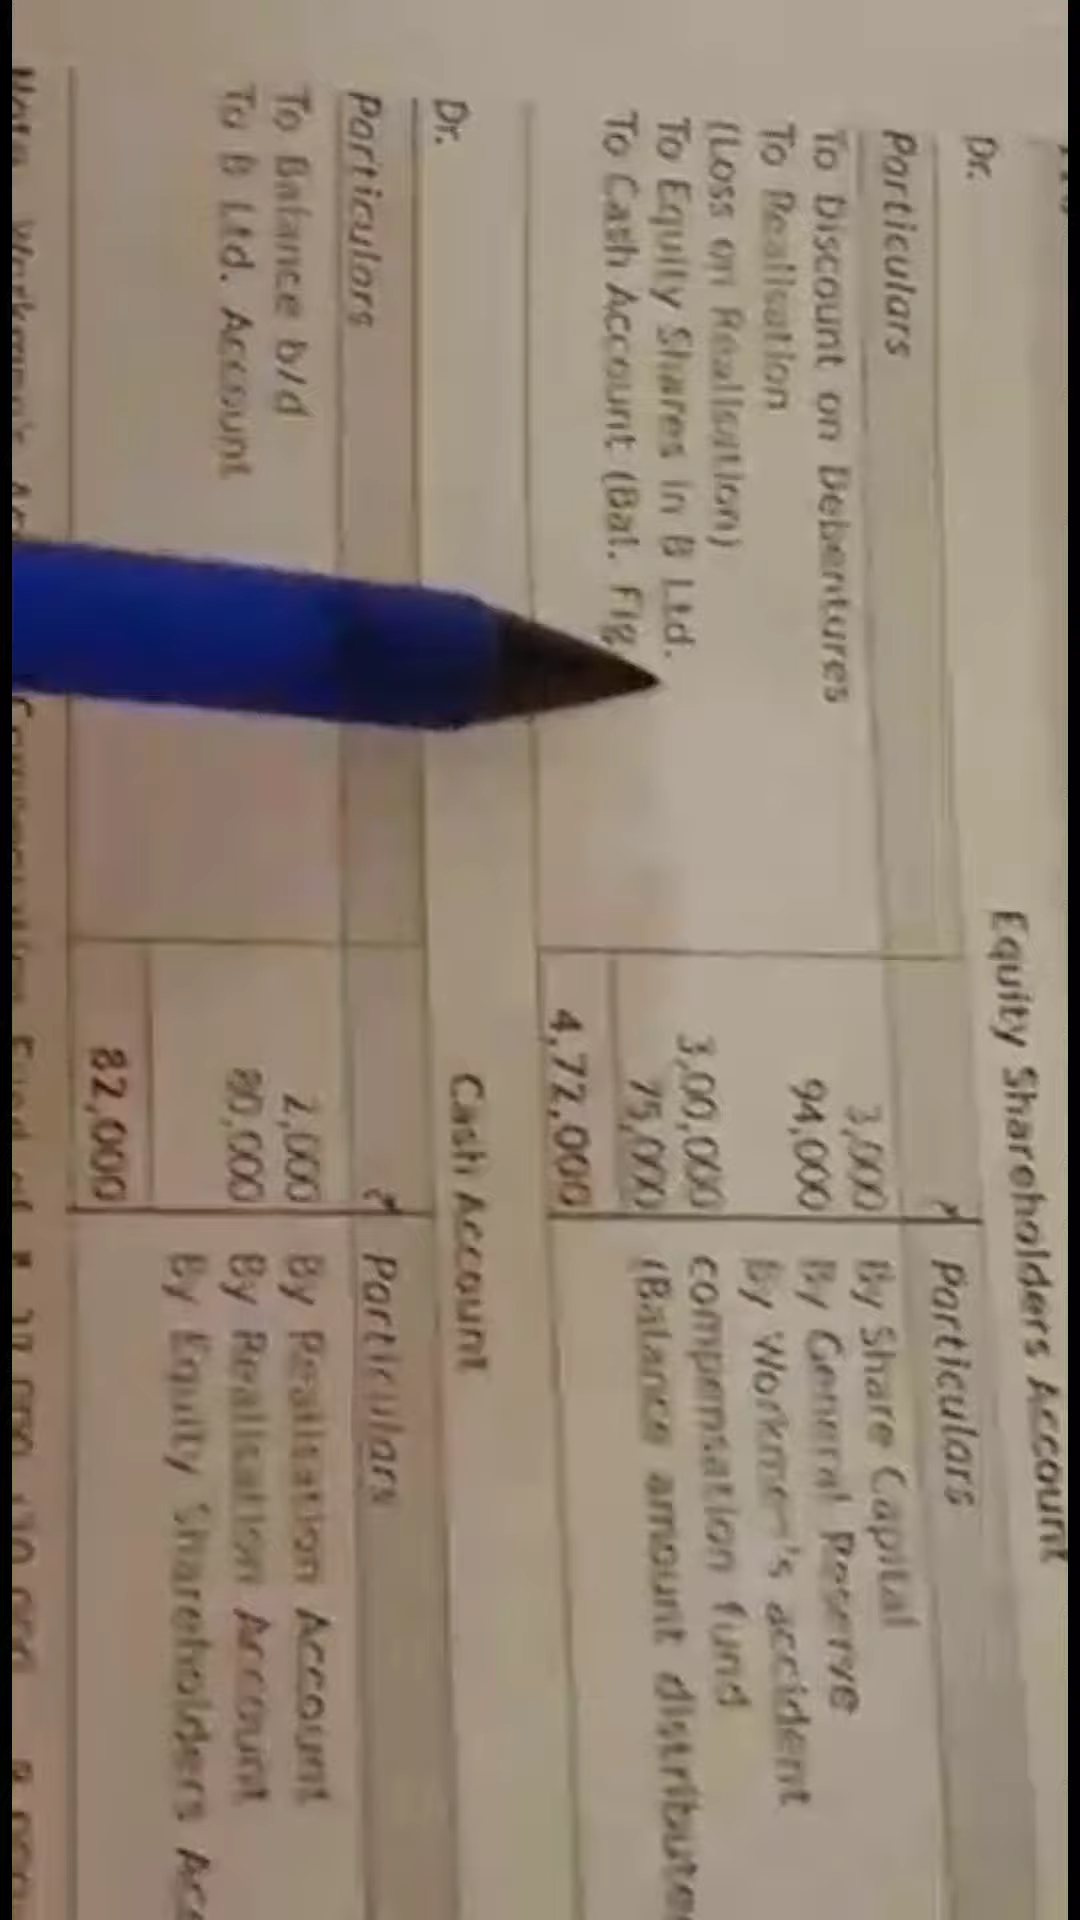 Equity Shareholders Account
Dr.
Particulars ₹ Particulars
To Discount on Debentures 3,000 By Share Capital
To Realisation 94,000 By General Reserve
(Loss on Realisation) By Workmen's accident
To Equity Shares in B Ltd. 3,00,000 compensation fund
To Cash Account (Bal. Fig. 75,000 (Balance amount distribute
4,72,000
Cash Account
Dr.
Particulars ₹ Particulars
To Balance b/d 2,000 By Realisation Account
To B Ltd. Account 80,000 By Realisation Account
By Equity Shareholders Acc
82,000